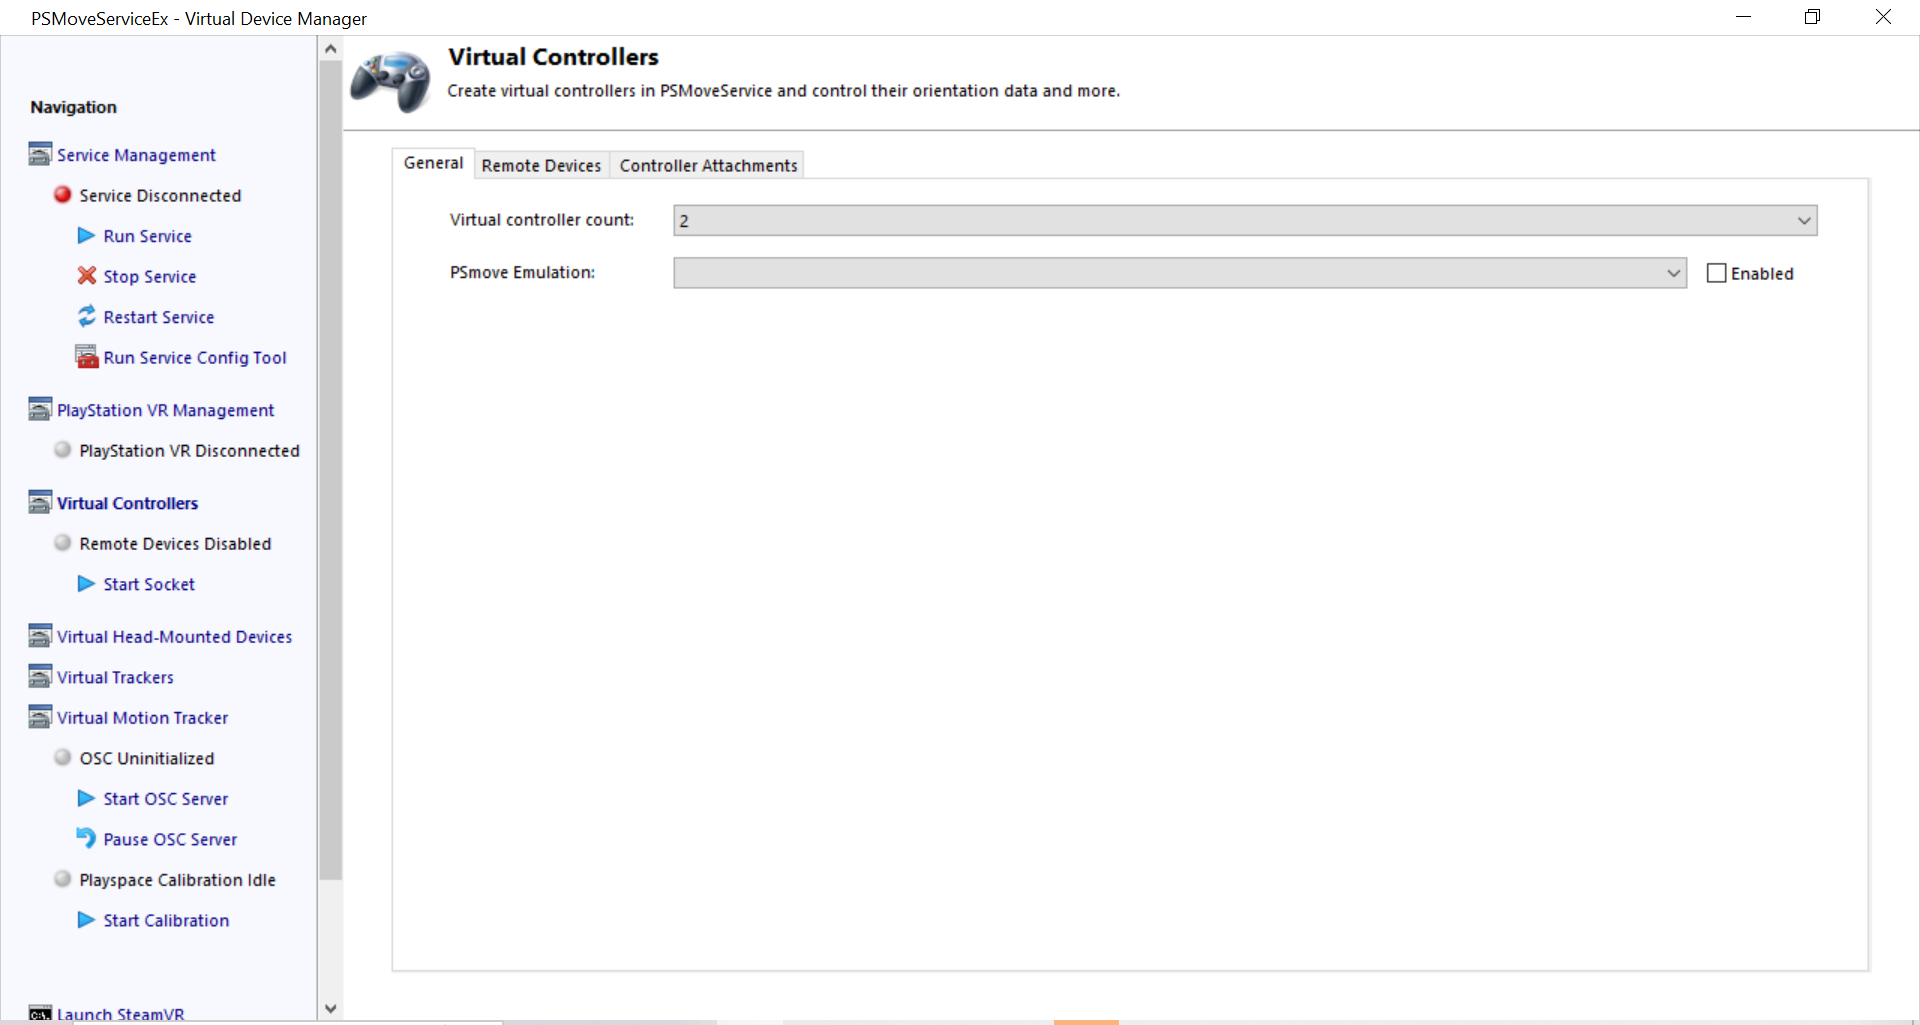 PSMoveServiceEx - Virtual Device Manager
Navigation
Service Management
Service Disconnected
Run Service
Stop Service
Restart Service
Run Service Config Tool
PlayStation VR Management
PlayStation VR Disconnected
Virtual Controllers
Remote Devices Disabled
Start Socket
Virtual Head-Mounted Devices
Virtual Trackers
Virtual Motion Tracker
OSC Uninitialized
Start OSC Server
Pause OSC Server
Playspace Calibration Idle
Start Calibration
Launch SteamVR
Virtual Controllers
Create virtual controllers in PSMoveService and control their orientation data and more.
General Remote Devices Controller Attachments
Virtual controller count: 2
PSmove Emulation: Enabled